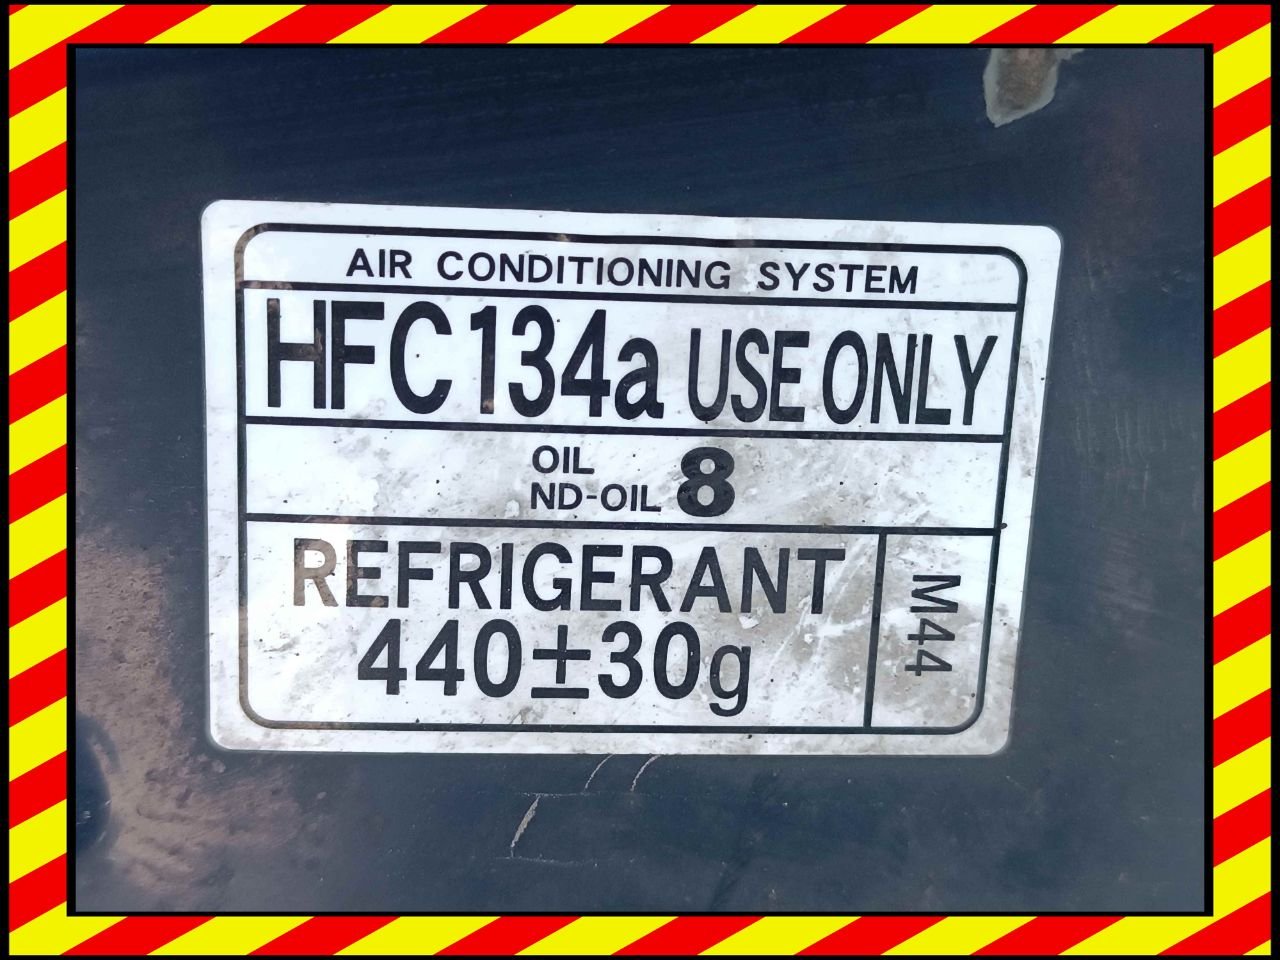 AIR CONDITIONING SYSTEM
HFC134a USE ONLY
OIL
ND-OIL 8
REFRIGERANT
440±30g
M44